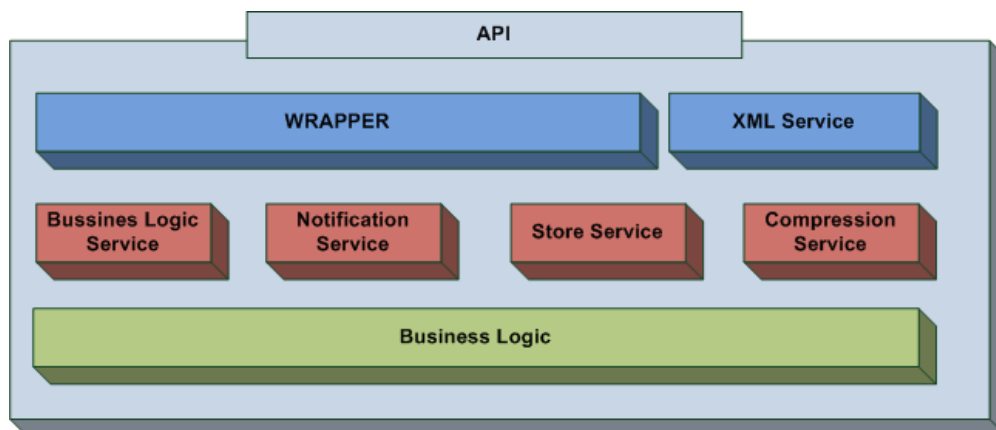 API
WRAPPER
XML Service
Bussines Logic
Service
Notification
Service
Store Service
Compression
Service
Business Logic